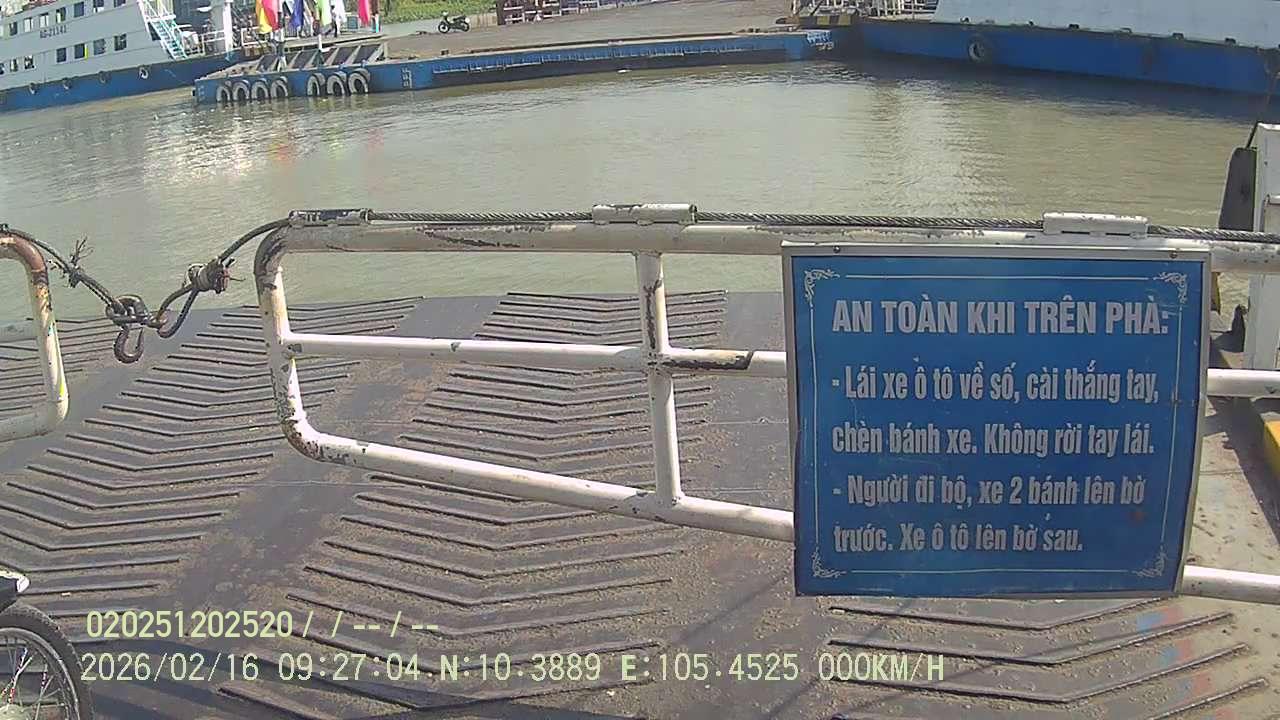 AG-21141
AN TOÀN KHI TRÊN PHÀ:
- Lái xe ô tô về số, cài thắng tay,
chèn bánh xe. Không rời tay lái.
- Người đi bộ, xe 2 bánh lên bờ
trước. Xe ô tô lên bờ sau.
020251202520/ /--/--
2026/02/16 09:27:04 N:10.3889 E:105.4525 000KM/H